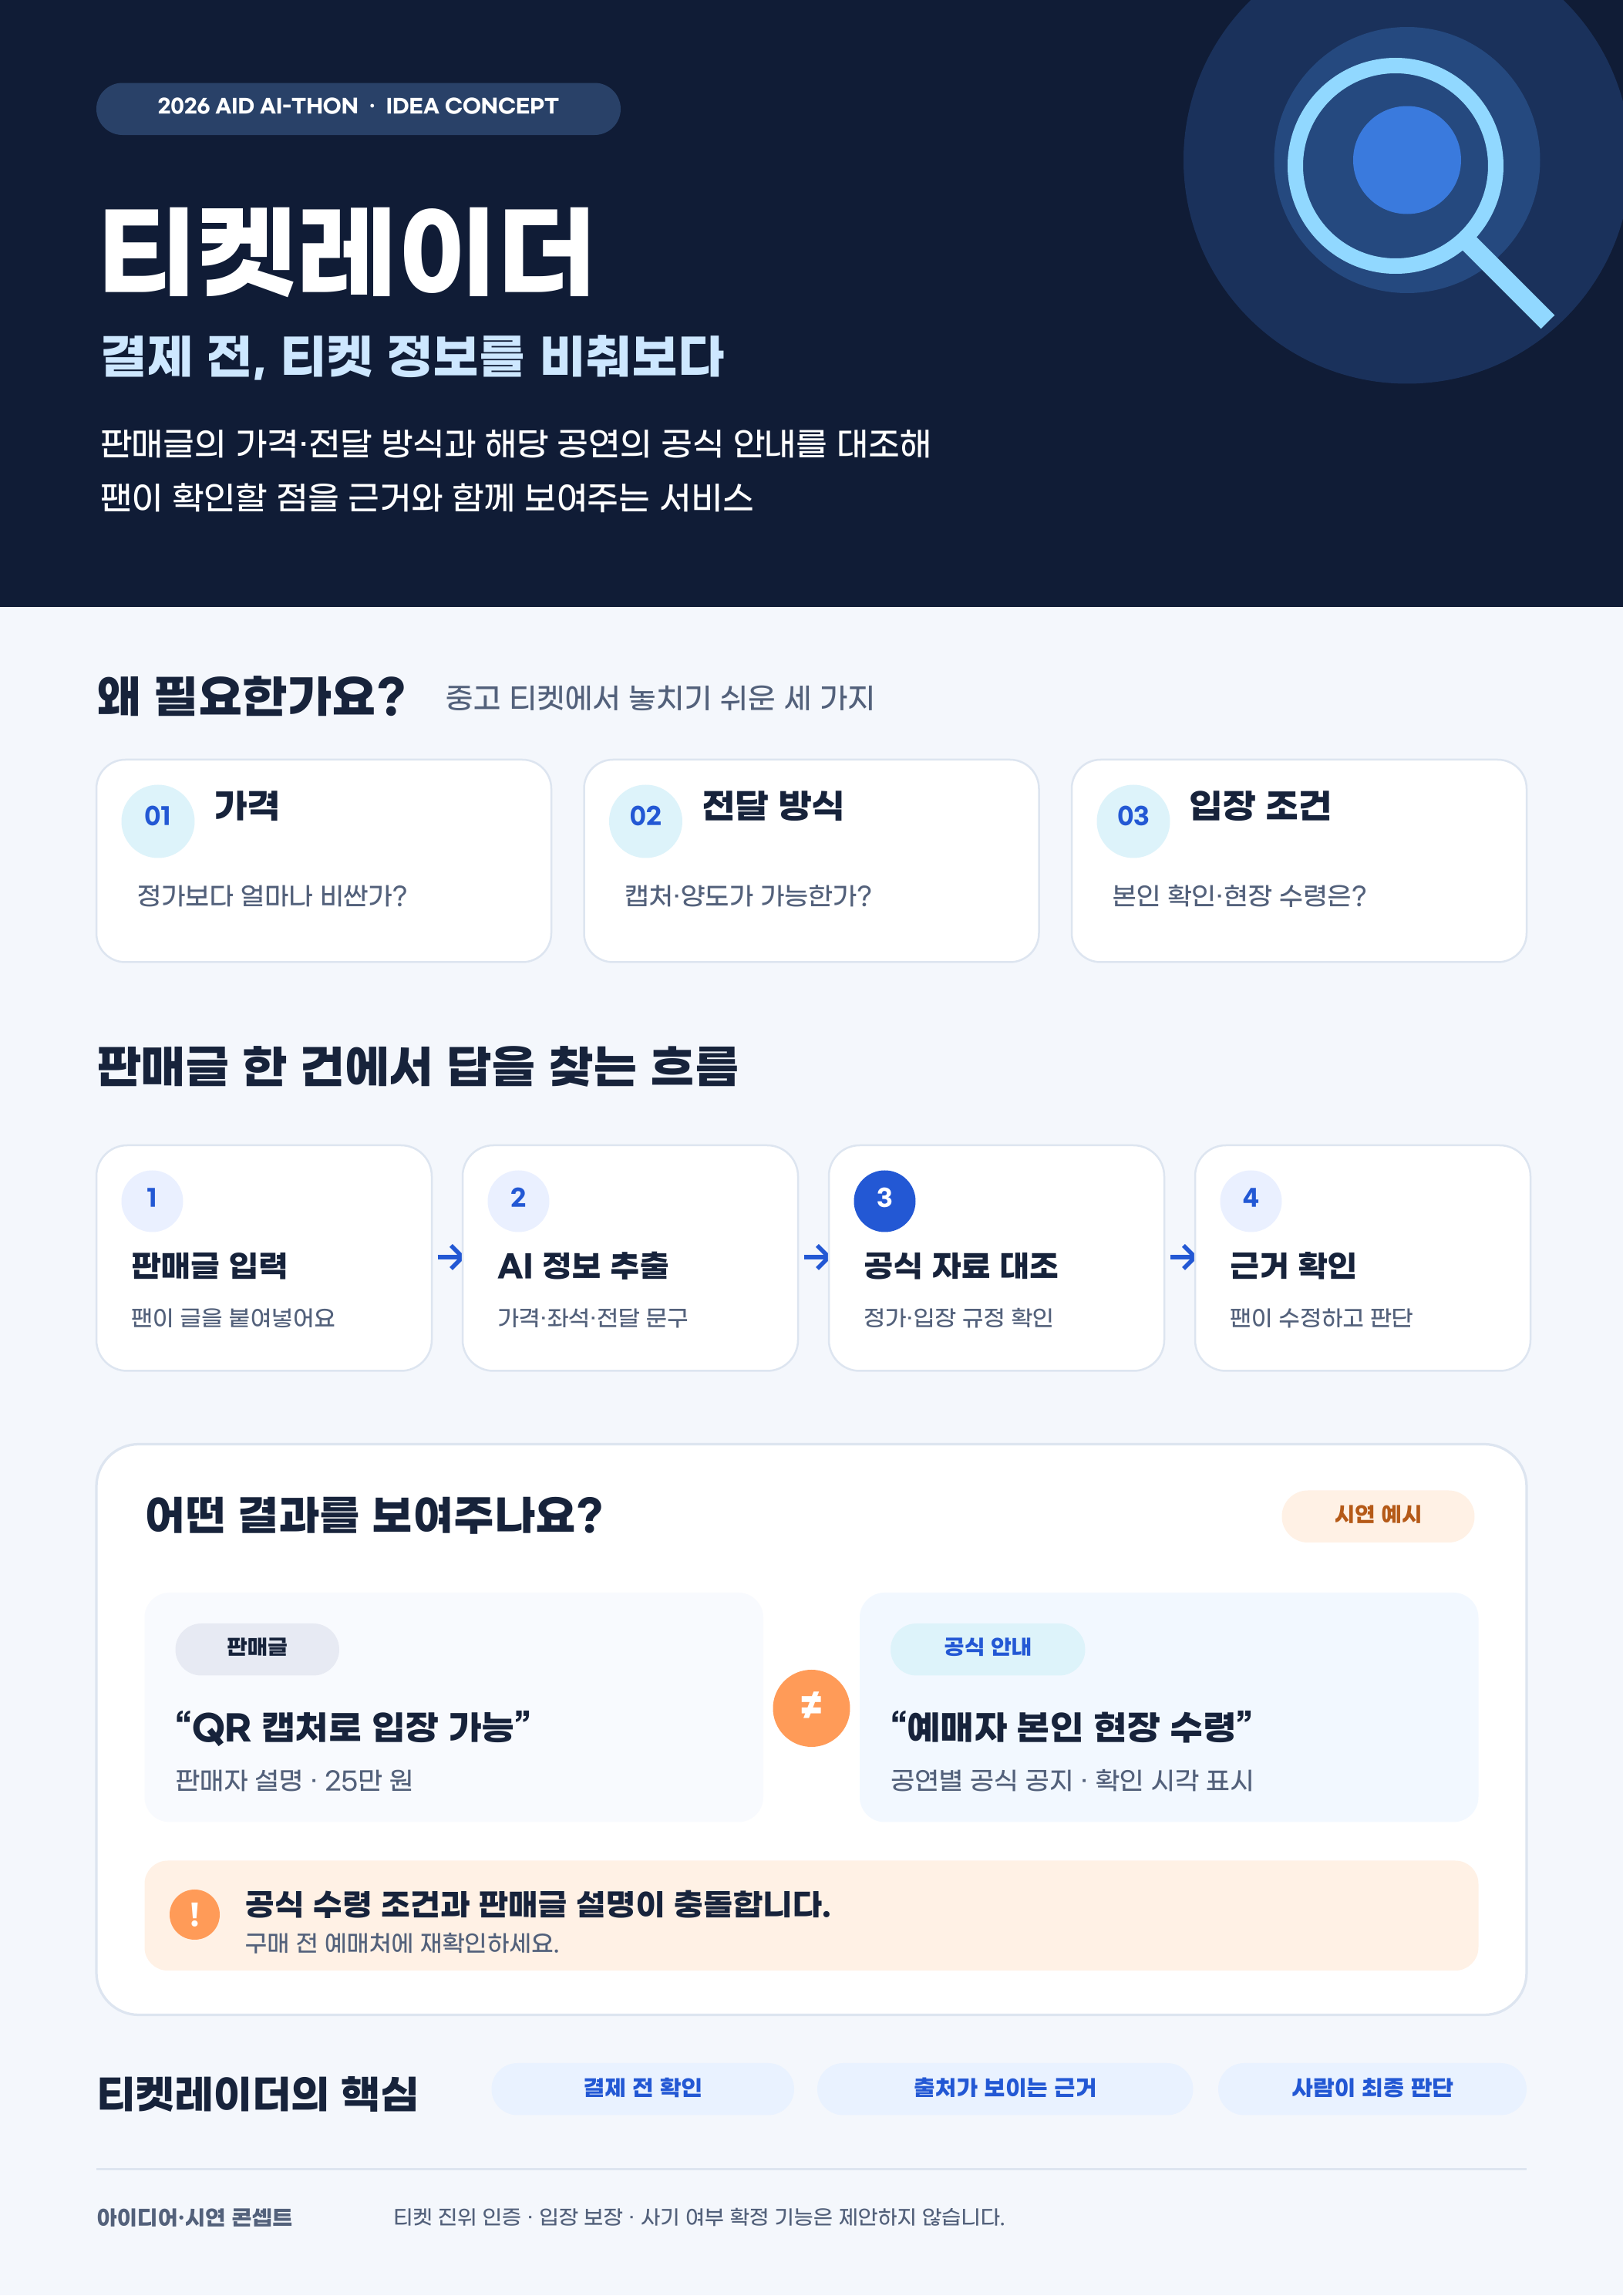 2026 AID AI-THON · IDEA CONCEPT
티켓레이더
결제 전, 티켓 정보를 비춰보다
판매글의 가격·전달 방식과 해당 공연의 공식 안내를 대조해
팬이 확인할 점을 근거와 함께 보여주는 서비스
왜 필요한가요? 중고 티켓에서 놓치기 쉬운 세 가지
01 가격
정가보다 얼마나 비싼가?
02 전달 방식
캡처·양도가 가능한가?
03 입장 조건
본인 확인·현장 수령은?
판매글 한 건에서 답을 찾는 흐름
1
판매글 입력
팬이 글을 붙여넣어요
→
2
AI 정보 추출
가격·좌석·전달 문구
→
3
공식 자료 대조
정가·입장 규정 확인
→
4
근거 확인
팬이 수정하고 판단
어떤 결과를 보여주나요?
시연 예시
판매글
“QR 캡처로 입장 가능”
판매자 설명 · 25만 원
≠
공식 안내
“예매자 본인 현장 수령”
공연별 공식 공지 · 확인 시각 표시
!
공식 수령 조건과 판매글 설명이 충돌합니다.
구매 전 예매처에 재확인하세요.
티켓레이더의 핵심
결제 전 확인
출처가 보이는 근거
사람이 최종 판단
아이디어·시연 콘셉트
티켓 진위 인증 · 입장 보장 · 사기 여부 확정 기능은 제안하지 않습니다.